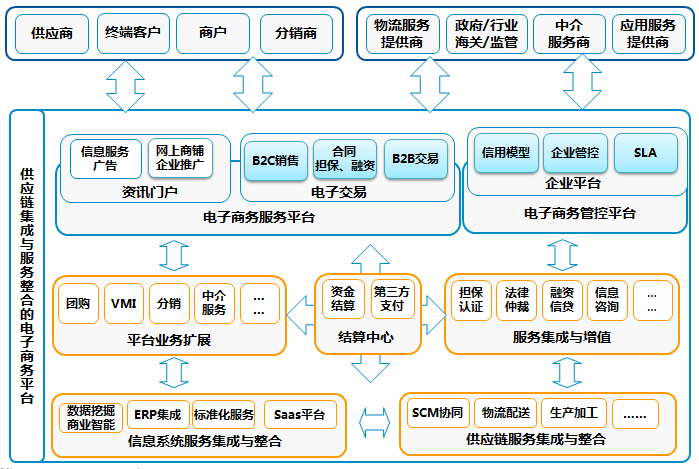 供应商
终端客户
商户
分销商
物流服务
提供商
政府/行业
海关/监管
中介
服务商
应用服务
提供商
供应链集成与服务整合的电子商务平台
信息服务
广告
网上商铺
企业推广
资讯门户
B2C销售
合同
担保、融资
B2B交易
电子交易
电子商务服务平台
信用模型
企业管控
SLA
企业平台
电子商务管控平台
团购
VMI
分销
中介
服务
...
...
平台业务扩展
资金
结算
第三方
支付
结算中心
担保
认证
法律
仲裁
融资
信贷
信息
咨询
...
...
服务集成与增值
数据挖掘
商业智能
ERP集成
标准化服务
Saas平台
信息系统服务集成与整合
SCM协同
物流配送
生产加工
......
供应链服务集成与整合